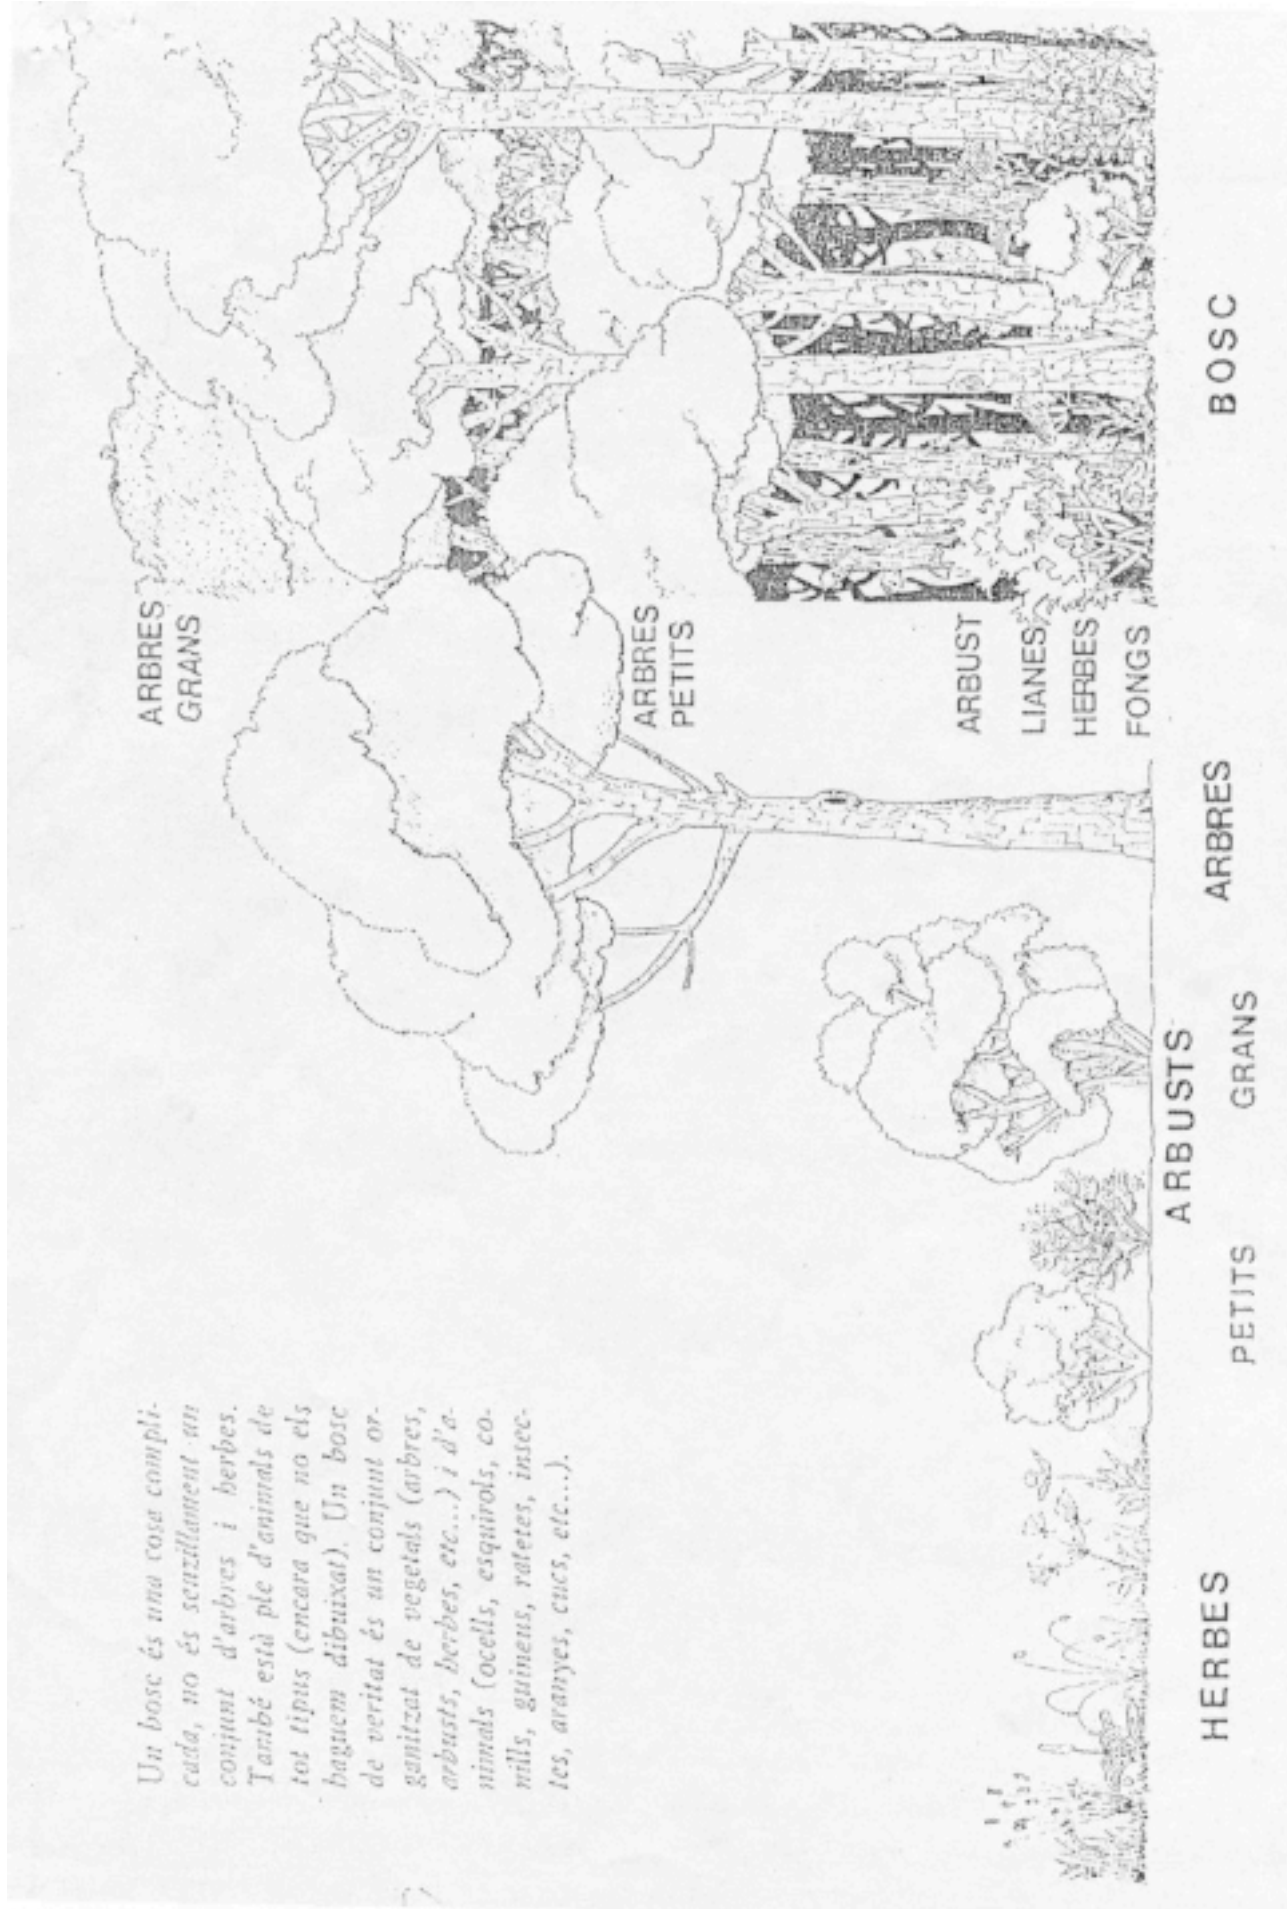 Un bosc és una cosa compli-
cada, no és senzillament un
conjunt d'arbres i herbes.
També està ple d'animals de
tot tipus (encara que no els
haguem dibuixat). Un bosc
de veritat és un conjunt or-
ganitzat de vegetals (arbres,
arbusts, herbes, etc...) i d'a-
nimals (ocells, esquirols, co-
nills, guineus, ratetes, insec-
tes, aranyes, cucs, etc...).
ARBRES
GRANS
ARBRES
PETITS
ARBUST
LIANES
HERBES
FONGS
HERBES
ARBUSTS
PETITS
GRANS
ARBRES
BOSC